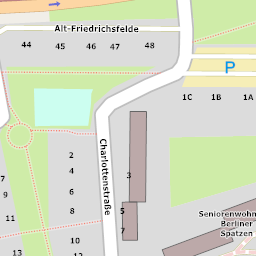 Alt-Friedrichsfelde
44
45
46
47
48
P
1C
1B
1A
Charlottenstraße
2
4
3
6
9
8
5
11
7
10
13
12
Seniorenwohn
Berliner
Spatzen